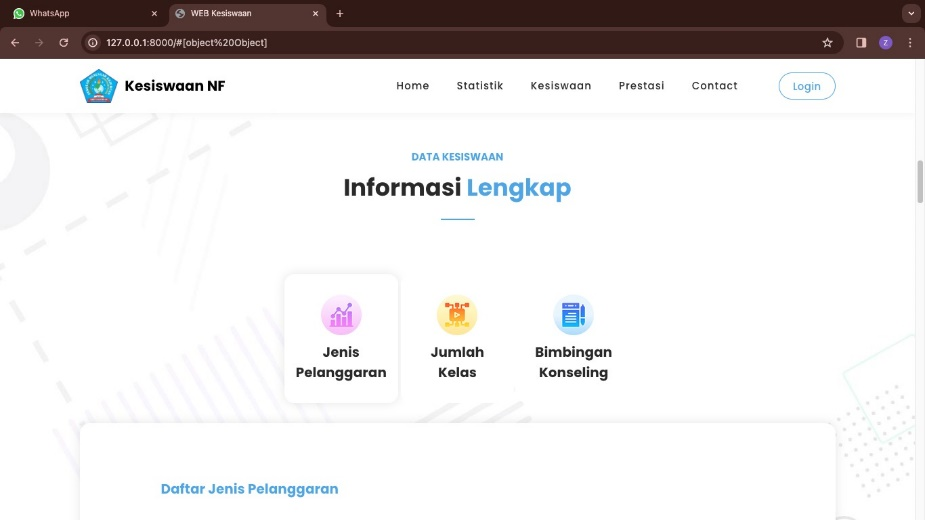 WhatsApp
WEB Kesiswaan
127.0.0.1:8000/#[object%20Object]
Z
Kesiswaan NF
Home
Statistik
Kesiswaan
Prestasi
Contact
Login
DATA KESISWAAN
Informasi Lengkap
Jenis
Pelanggaran
Jumlah
Kelas
Bimbingan
Konseling
Daftar Jenis Pelanggaran